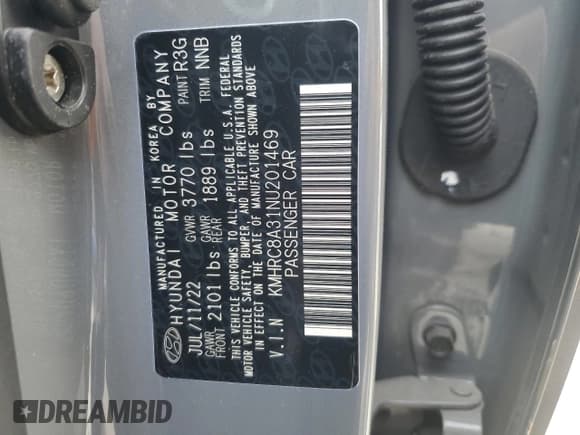 MANUFACTURED IN KOREA BY
HYUNDAI MOTOR COMPANY
JUL/11/22 GVWR 3770 lbs PAINT R3G
GAWR FRONT 2101 lbs GAWR REAR 1889 lbs TRIM NNB
THIS VEHICLE CONFORMS TO ALL APPLICABLE U.S.A. FEDERAL
MOTOR VEHICLE SAFETY, BUMPER, AND THEFT PREVENTION STANDARDS
IN EFFECT ON THE DATE OF MANUFACTURE SHOWN ABOVE
V.I.N KMHRC8A31NU201469
PASSENGER CAR
DREAMBID